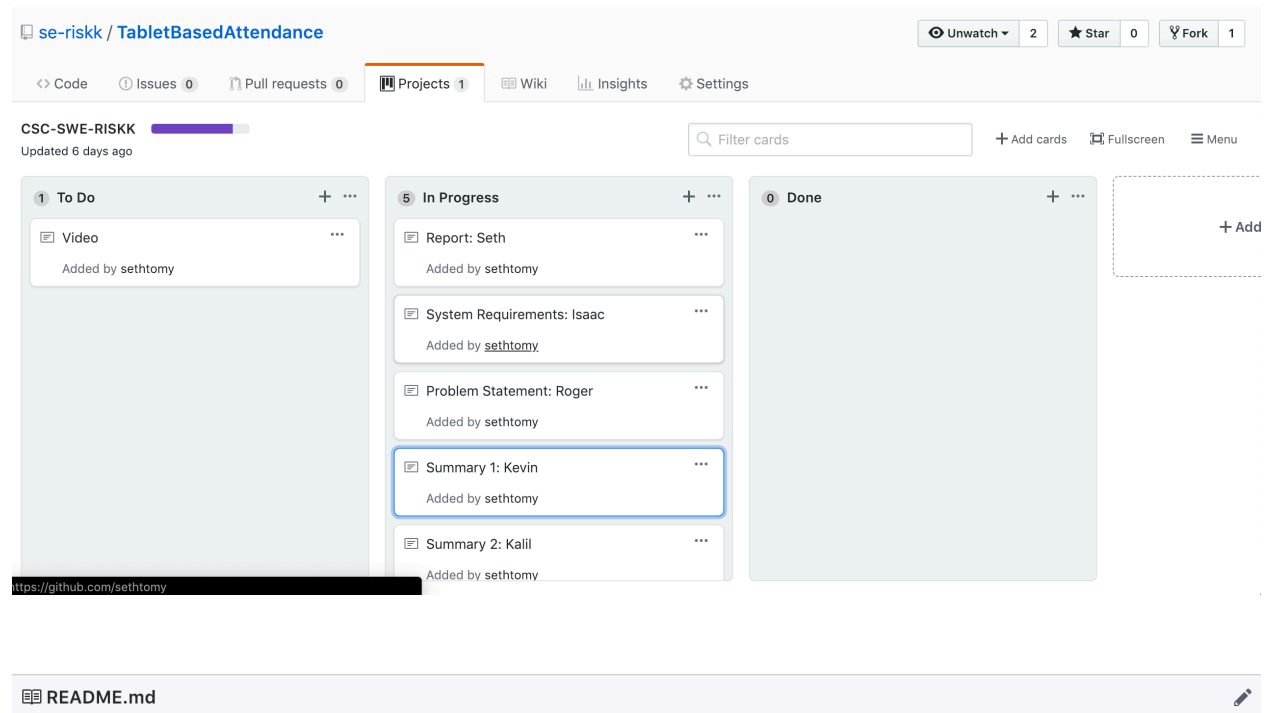 se-riskk / TabletBasedAttendance
Unwatch 2 Star 0 Fork 1
Code Issues 0 Pull requests 0 Projects 1 Wiki Insights Settings
CSC-SWE-RISKK
Updated 6 days ago
Filter cards
Add cards Fullscreen Menu
1 To Do
Video
Added by sethtomy
5 In Progress
Report: Seth
Added by sethtomy
System Requirements: Isaac
Added by sethtomy
Problem Statement: Roger
Added by sethtomy
Summary 1: Kevin
Added by sethtomy
Summary 2: Kalil
Added by sethtomy
0 Done
+ Add
ttps://github.com/sethtomy
README.md